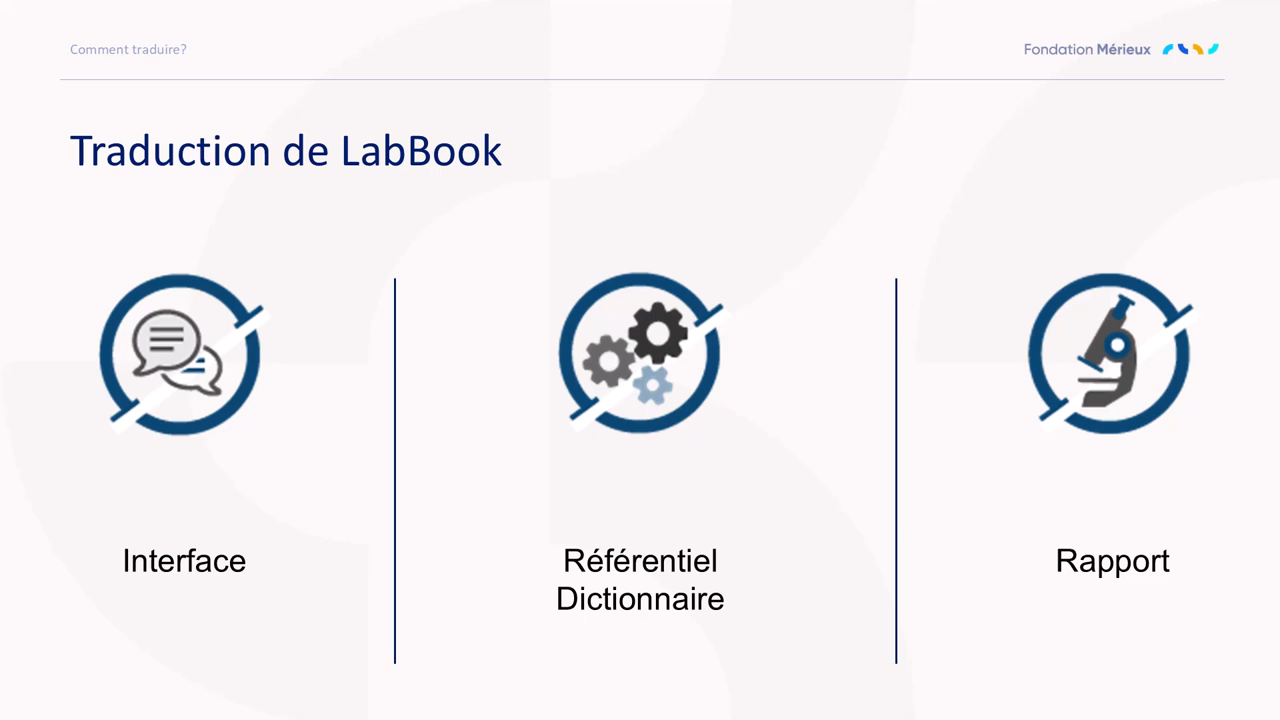 Comment traduire?
Fondation Mérieux
Traduction de LabBook
Interface
Référentiel
Dictionnaire
Rapport